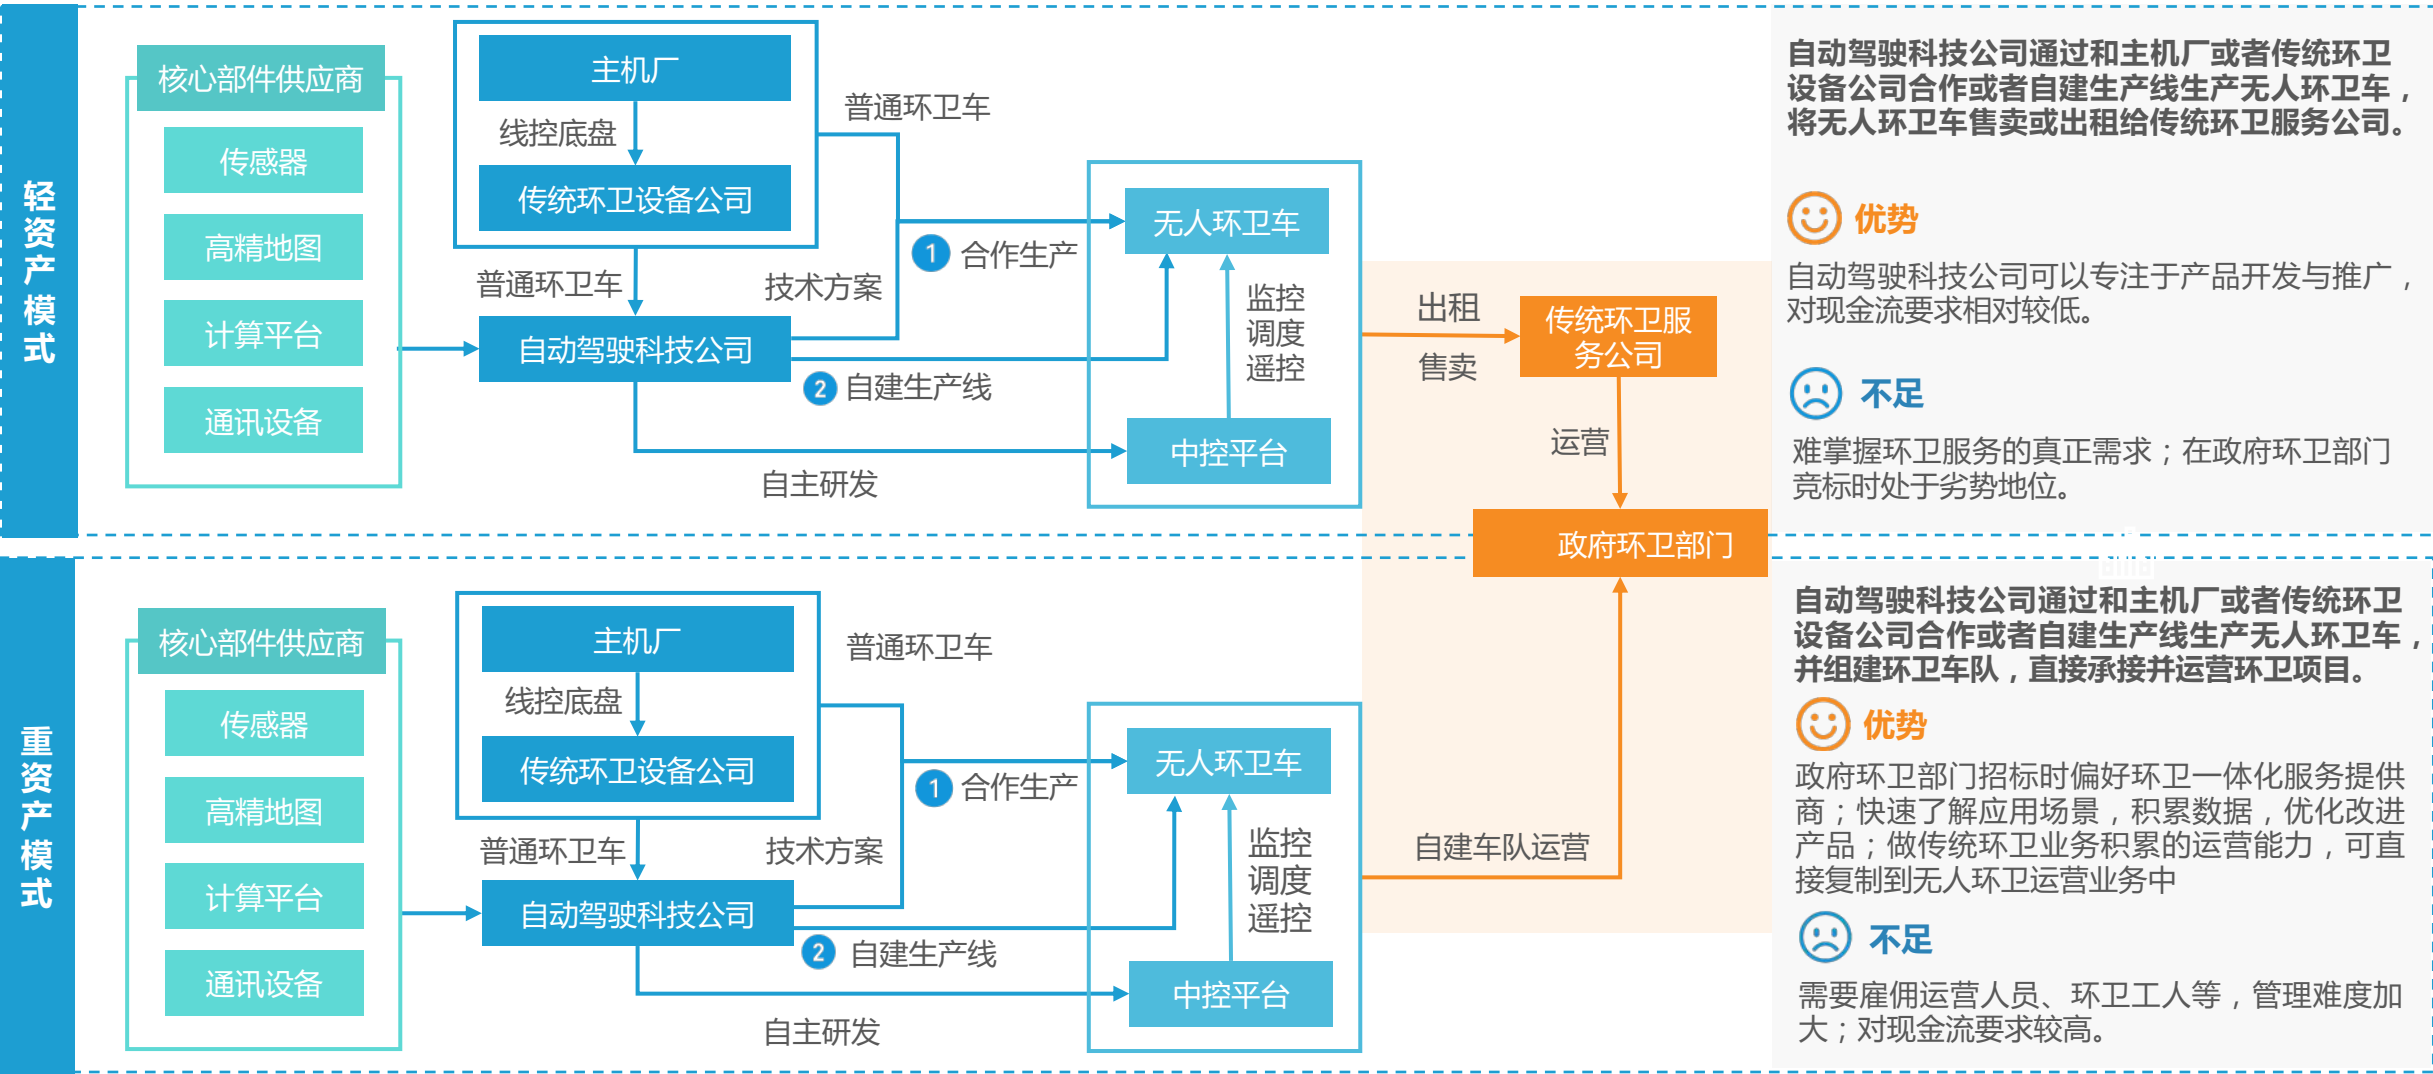 轻资产模式
核心部件供应商
传感器
高精地图
计算平台
通讯设备
主机厂
线控底盘
传统环卫设备公司
普通环卫车
普通环卫车
技术方案
自动驾驶科技公司
1 合作生产
2 自建生产线
自主研发
无人环卫车
监控
调度
遥控
中控平台
出租
售卖
传统环卫服
务公司
运营
政府环卫部门
自动驾驶科技公司通过和主机厂或者传统环卫
设备公司合作或者自建生产线生产无人环卫车，
将无人环卫车售卖或出租给传统环卫服务公司。
优势
自动驾驶科技公司可以专注于产品开发与推广，
对现金流要求相对较低。
不足
难掌握环卫服务的真正需求；在政府环卫部门
竞标时处于劣势地位。
重资产模式
核心部件供应商
传感器
高精地图
计算平台
通讯设备
主机厂
线控底盘
传统环卫设备公司
普通环卫车
普通环卫车
技术方案
自动驾驶科技公司
1 合作生产
2 自建生产线
自主研发
无人环卫车
监控
调度
遥控
中控平台
自建车队运营
自动驾驶科技公司通过和主机厂或者传统环卫
设备公司合作或者自建生产线生产无人环卫车，
并组建环卫车队，直接承接并运营环卫项目。
优势
政府环卫部门招标时偏好环卫一体化服务提供
商；快速了解应用场景，积累数据，优化改进
产品；做传统环卫业务积累的运营能力，可直
接复制到无人环卫运营业务中
不足
需要雇佣运营人员、环卫工人等，管理难度加
大；对现金流要求较高。